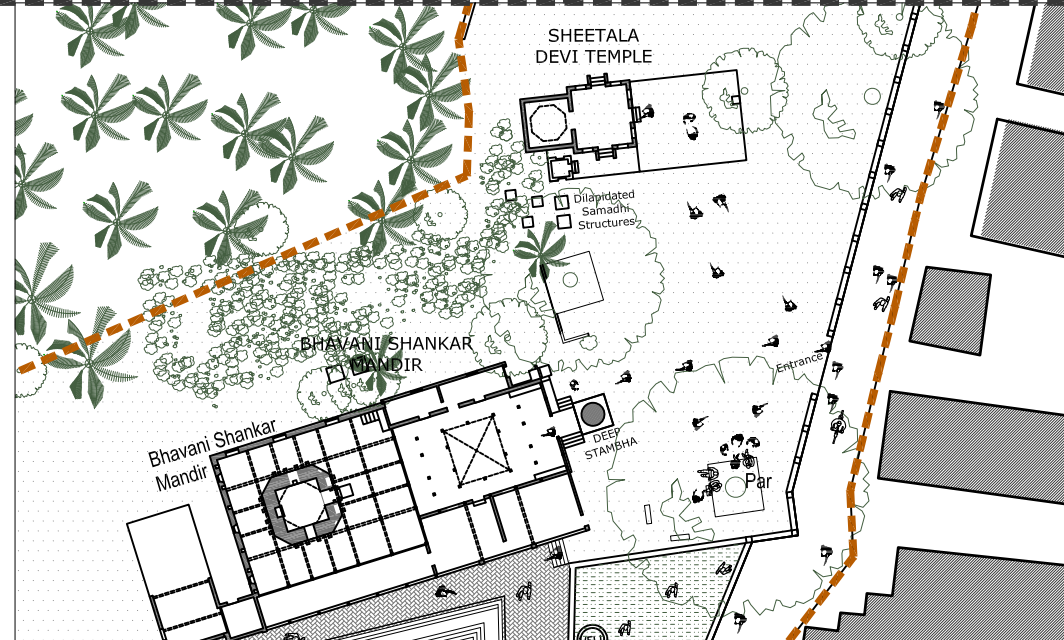 SHEETALA
DEVI TEMPLE
Dilapidated
Samadhi
Structures
BHAVANI SHANKAR
MANDIR
Entrance
Bhavani Shankar
Mandir
DEEP
STAMBHA
Par